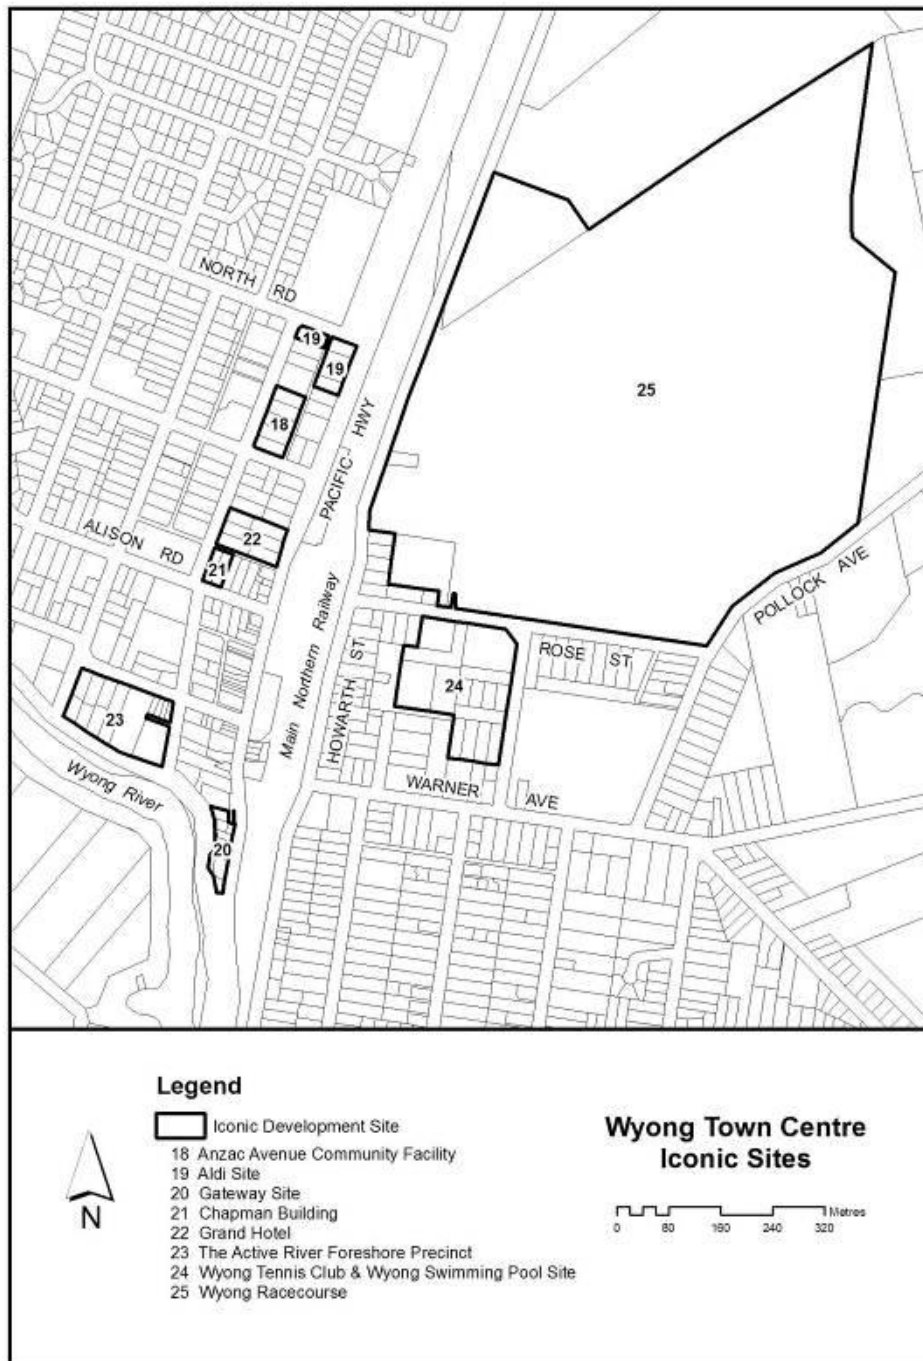 NORTH RD
19
19
25
18
PACIFIC HWY
22
ALISON RD
21
POLLOCK AVE
Main Northern Railway
ROSE ST
HOWARTH ST
24
23
Wyong River
WARNER AVE
20
Legend
Iconic Development Site
18 Anzac Avenue Community Facility
19 Aldi Site
20 Gateway Site
21 Chapman Building
22 Grand Hotel
23 The Active River Foreshore Precinct
24 Wyong Tennis Club & Wyong Swimming Pool Site
25 Wyong Racecourse
N
Wyong Town Centre
Iconic Sites
Metres
0 80 160 240 320